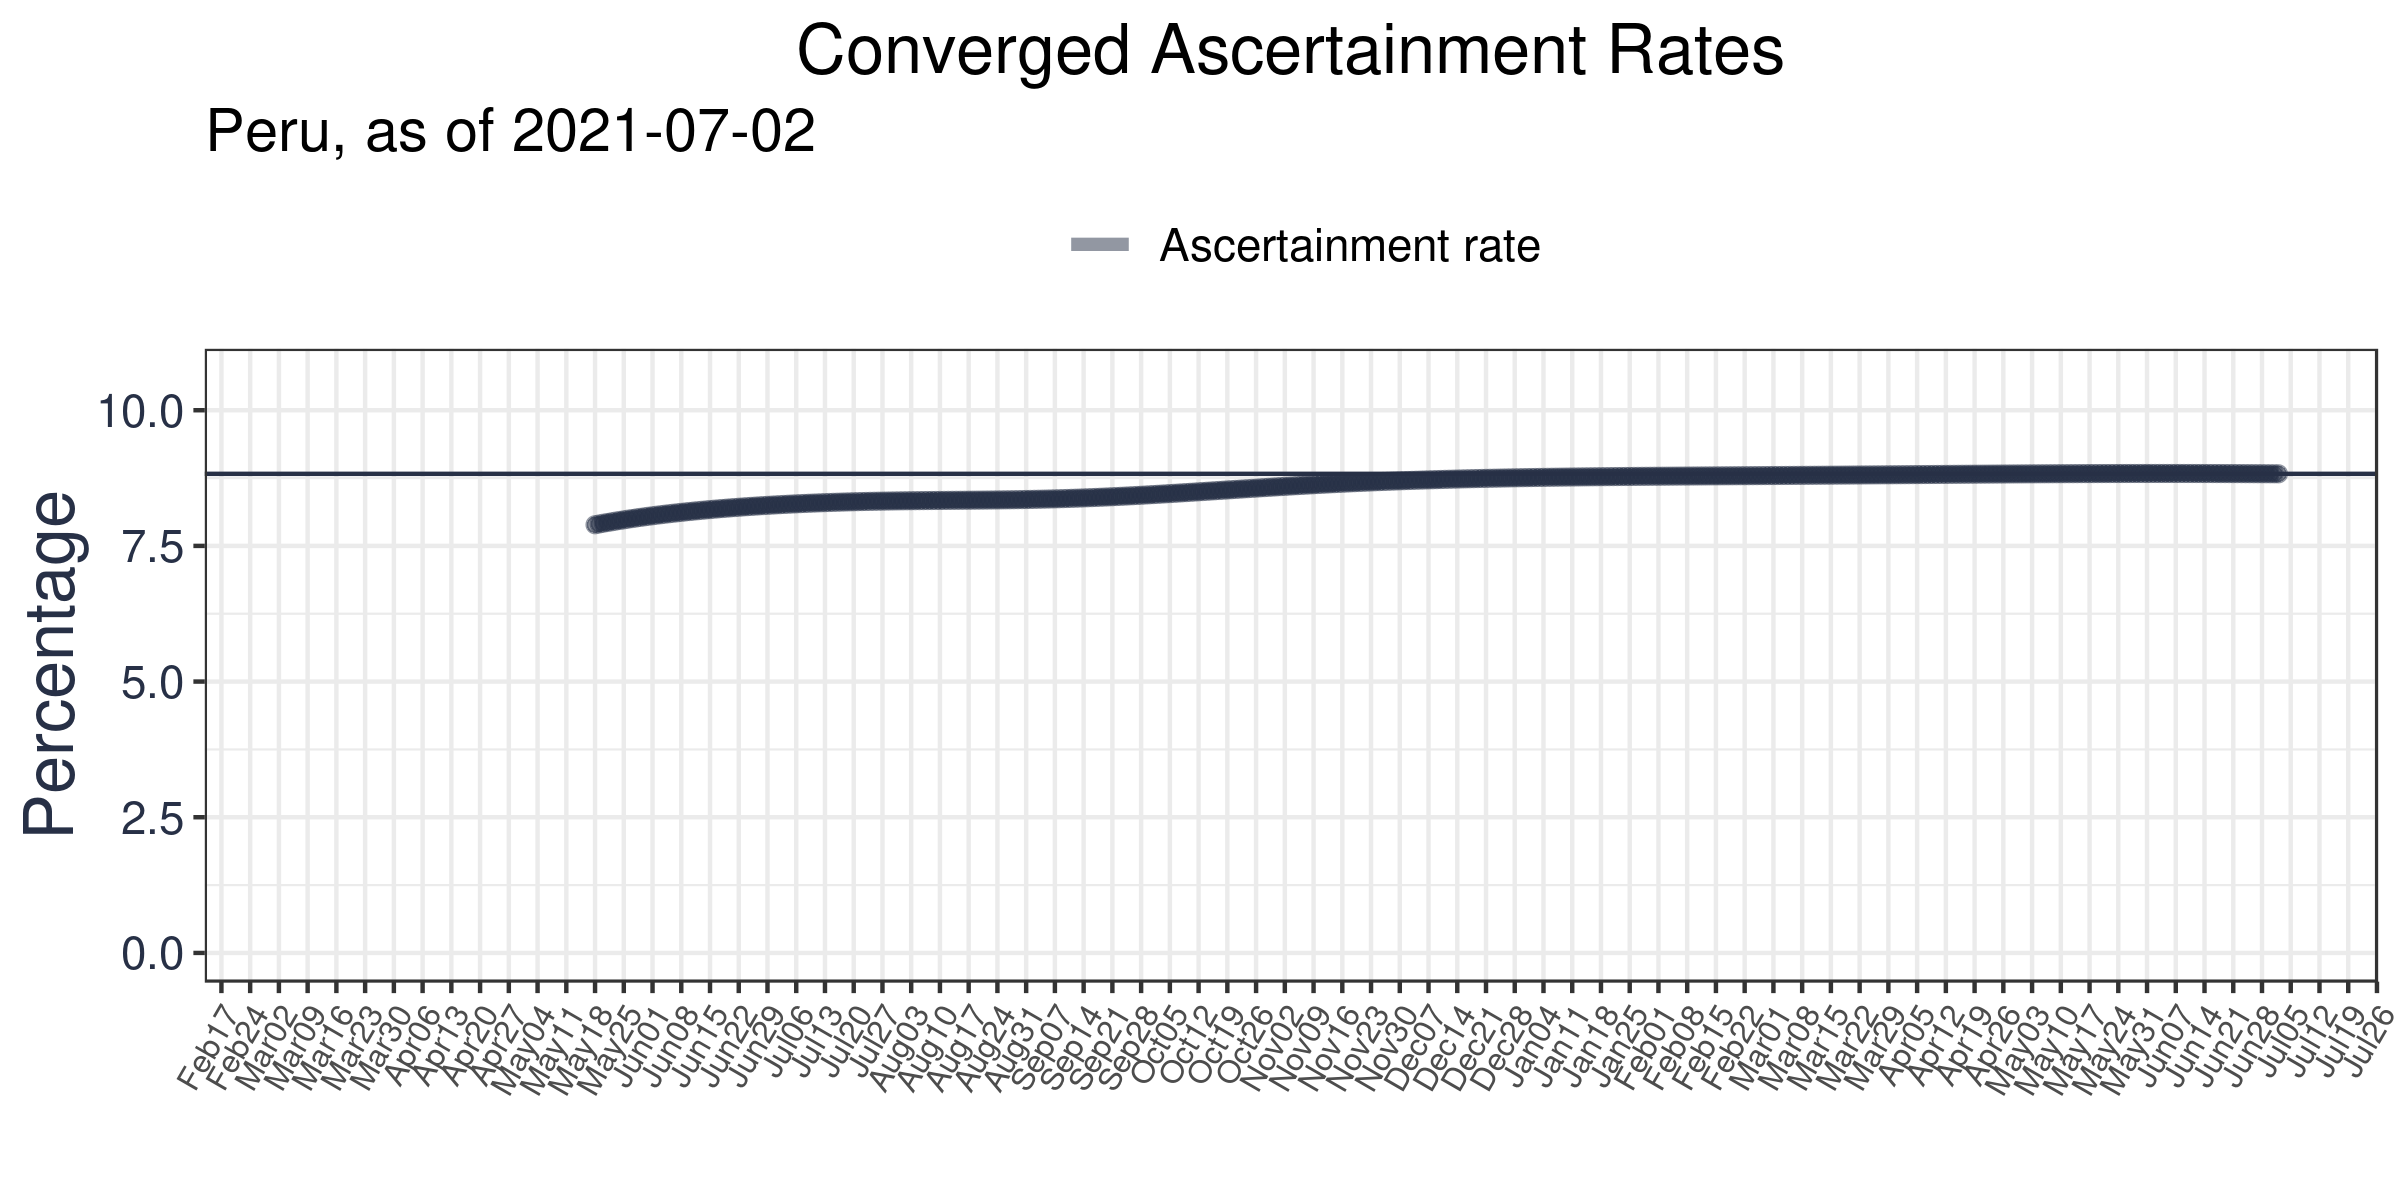 Converged Ascertainment Rates
Peru, as of 2021-07-02
Ascertainment rate
Percentage
10.0
7.5
5.0
2.5
0.0
Feb17
Feb24
Mar02
Mar09
Mar16
Mar23
Mar30
Apr06
Apr13
Apr20
Apr27
May04
May11
May18
May25
Jun01
Jun08
Jun15
Jun22
Jun29
Jul06
Jul13
Jul20
Jul27
Aug03
Aug10
Aug17
Aug24
Aug31
Sep07
Sep14
Sep21
Sep28
Oct05
Oct12
Oct19
Oct26
Nov02
Nov09
Nov16
Nov23
Nov30
Dec07
Dec14
Dec21
Dec28
Jan04
Jan11
Jan18
Jan25
Feb01
Feb08
Feb15
Feb22
Mar01
Mar08
Mar15
Mar22
Mar29
Apr05
Apr12
Apr19
Apr26
May03
May10
May17
May24
May31
Jun07
Jun14
Jun21
Jun28
Jul05
Jul12
Jul19
Jul26